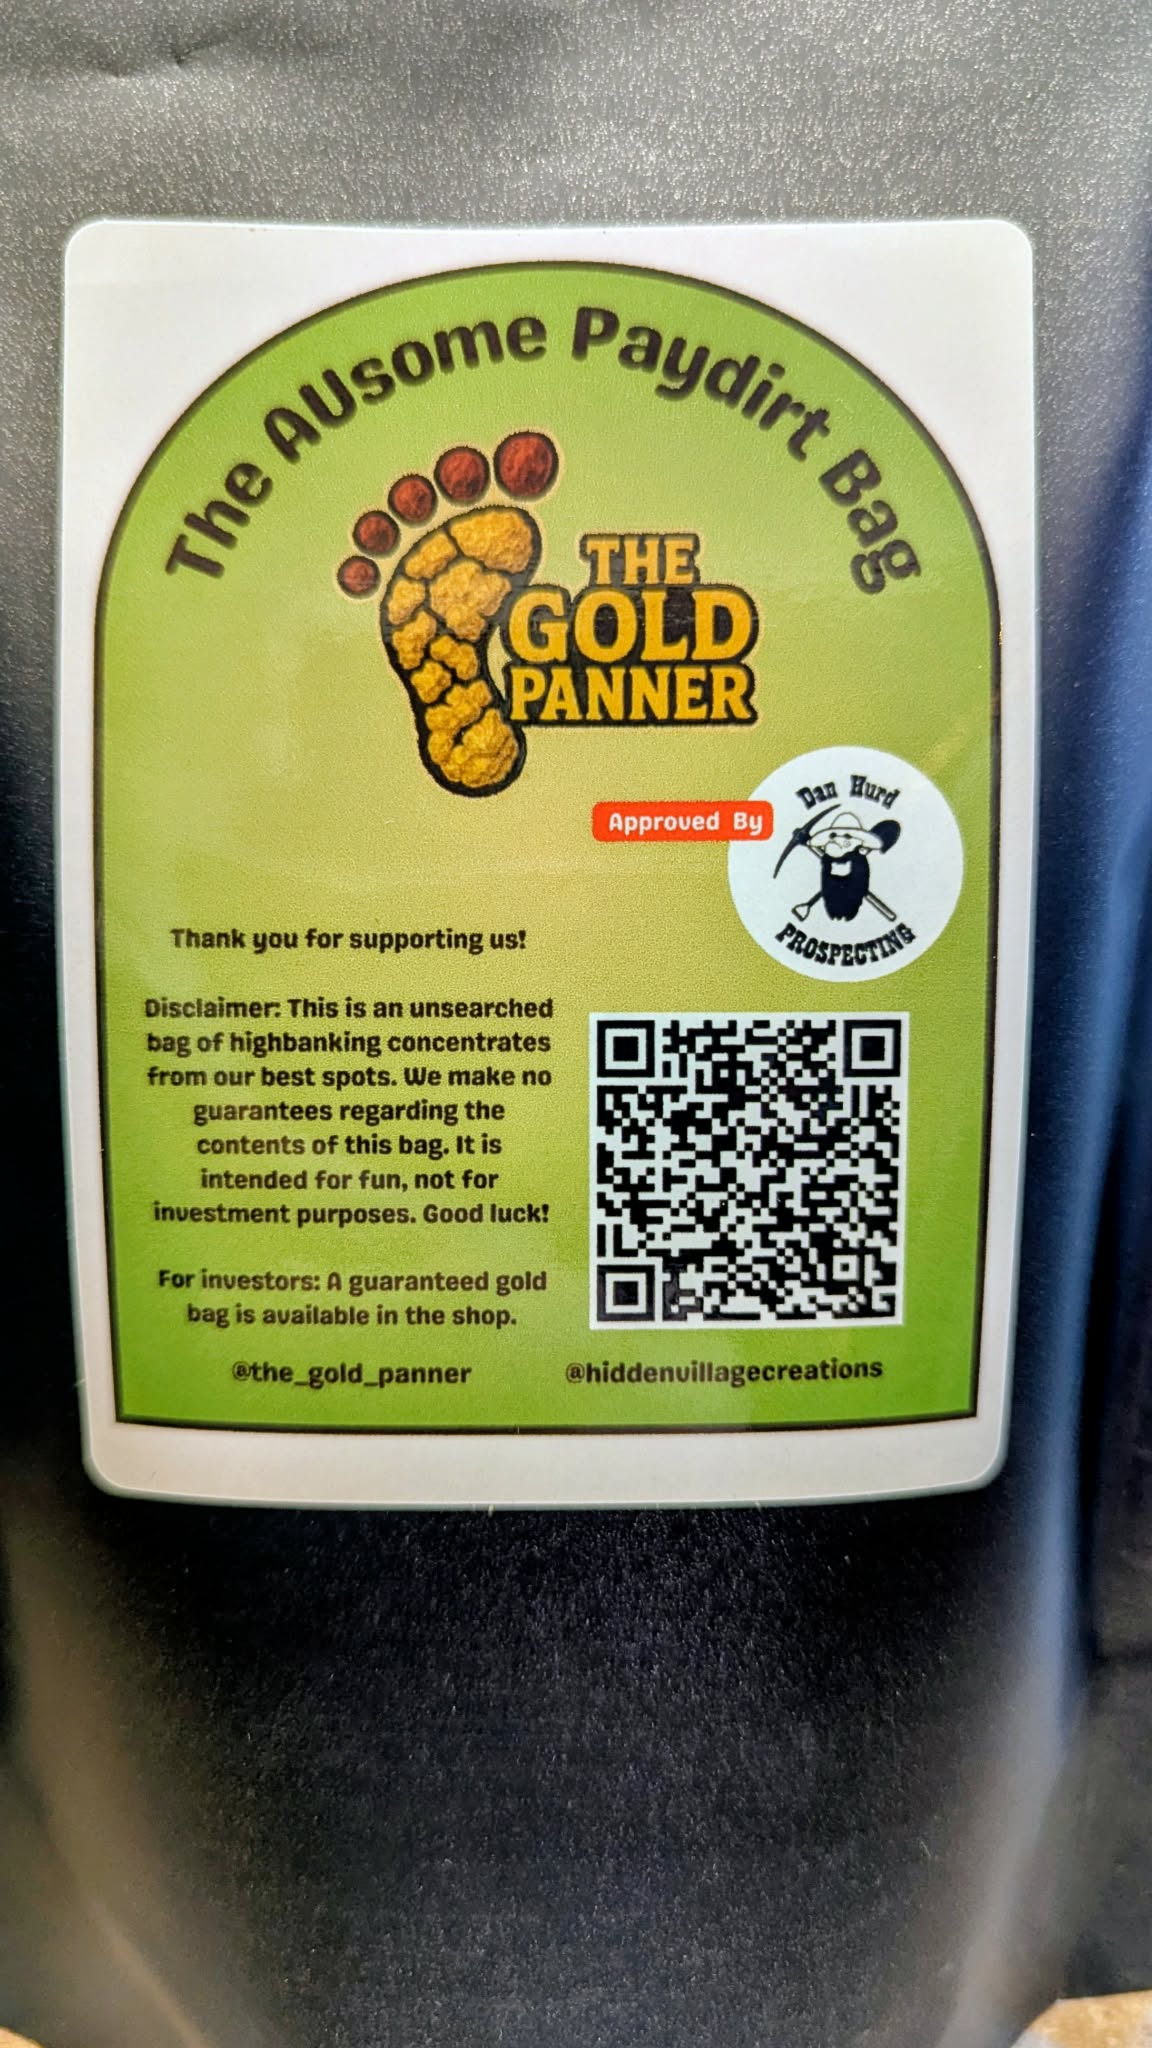 The AUsome Paydirt Bag
THE
GOLD
PANNER
Approved By
Dan Hurd
PROSPECTING
Thank you for supporting us!
Disclaimer: This is an unsearched
bag of highbanking concentrates
from our best spots. We make no
guarantees regarding the
contents of this bag. It is
intended for fun, not for
investment purposes. Good luck!
For investors: A guaranteed gold
bag is available in the shop.
@the_gold_panner
@hiddenvillagecreations